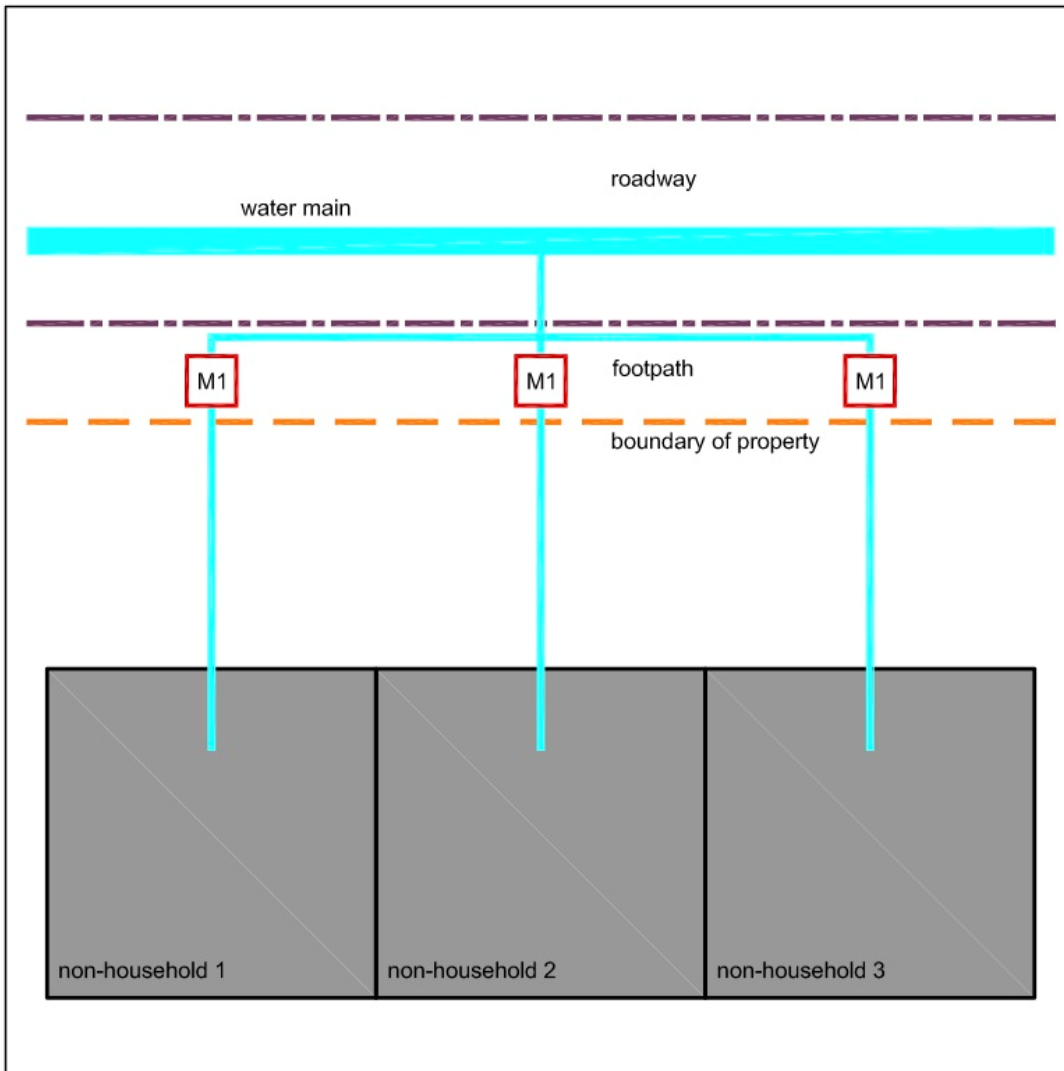 roadway
water main
M1
M1
M1
footpath
boundary of property
non-household 1
non-household 2
non-household 3